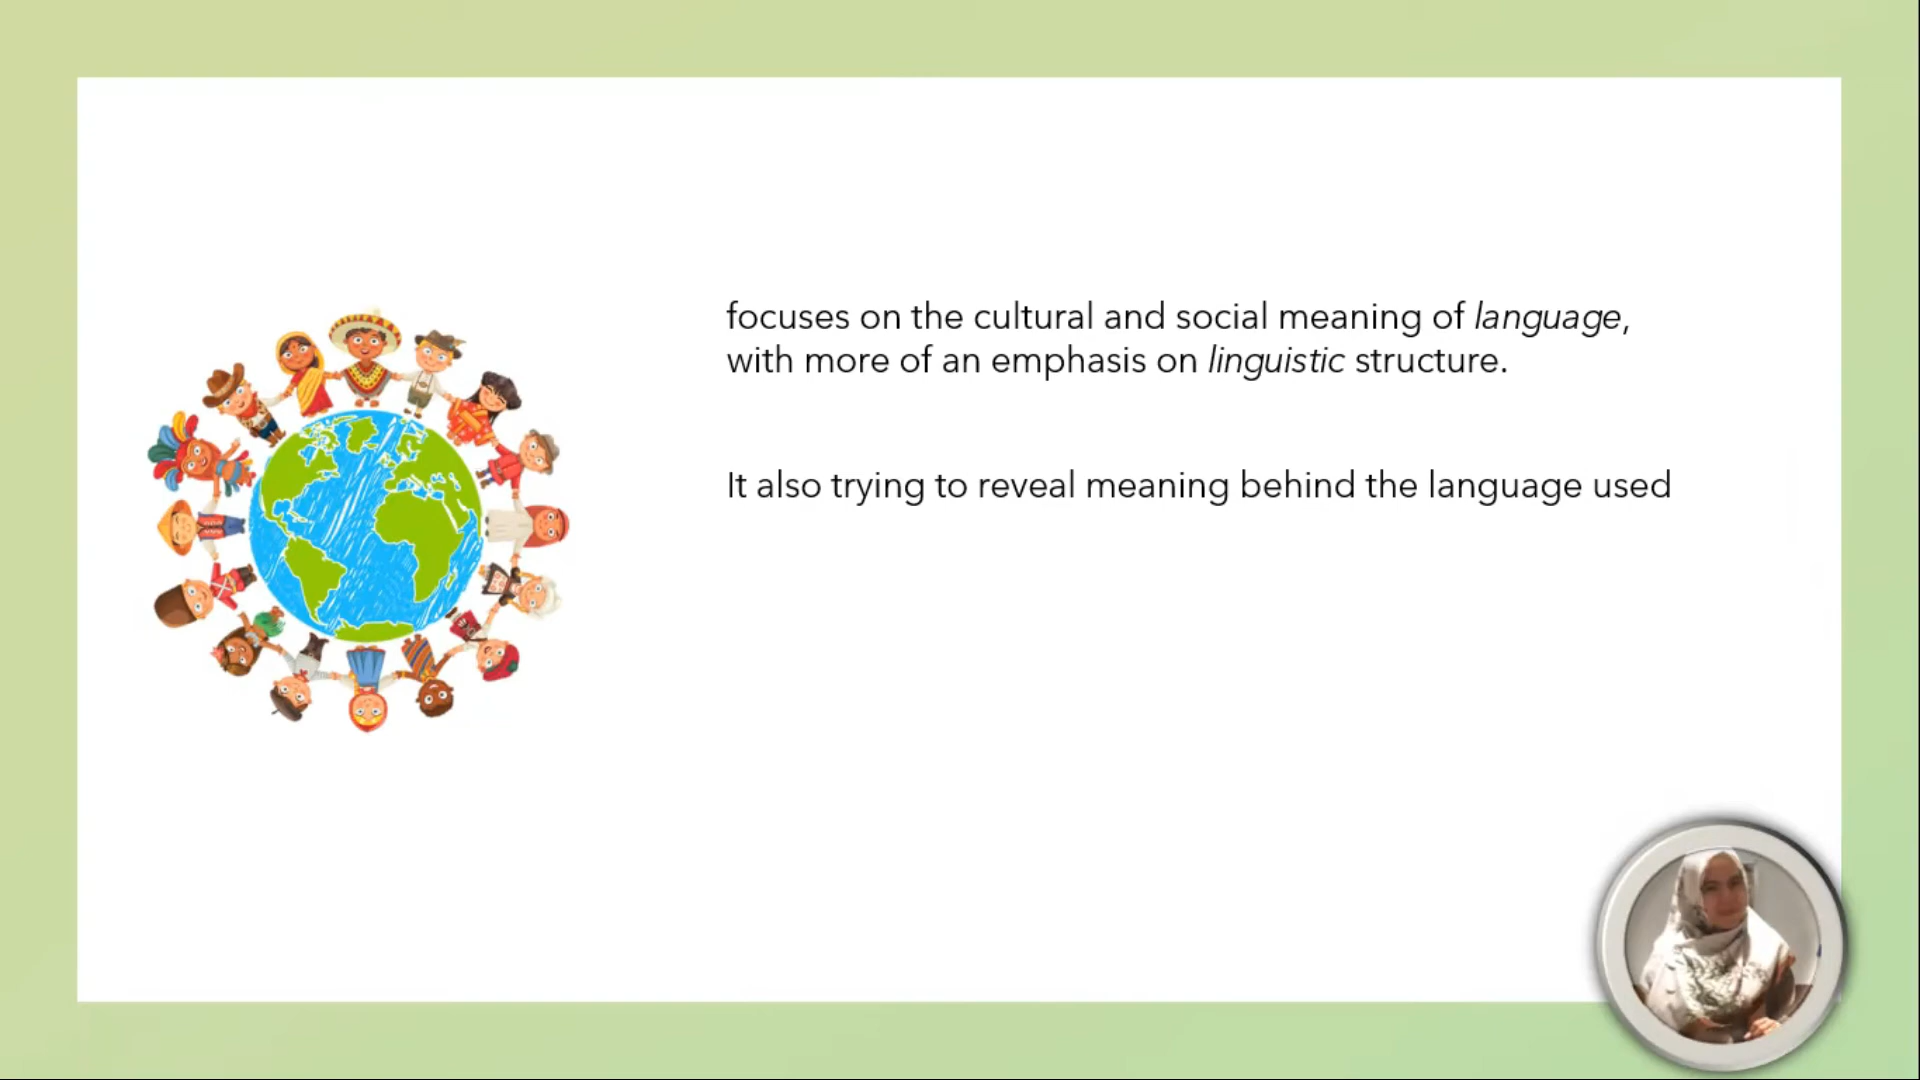 focuses on the cultural and social meaning of language,
with more of an emphasis on linguistic structure.
It also trying to reveal meaning behind the language used